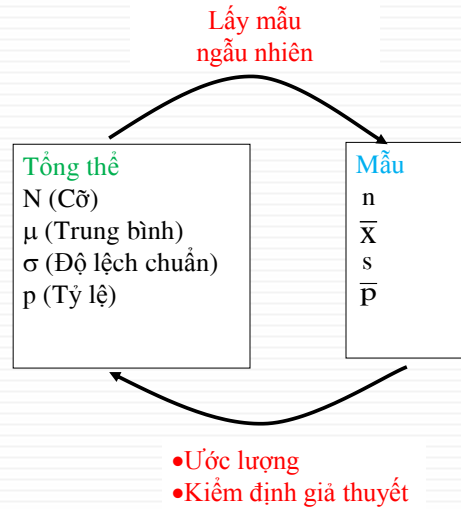 Lấy mẫu
ngẫu nhiên
Tổng thể
N (Cỡ)
μ (Trung bình)
σ (Độ lệch chuẩn)
p (Tỷ lệ)
Mẫu
n
x̅
s
p̅
•Ước lượng
•Kiểm định giả thuyết